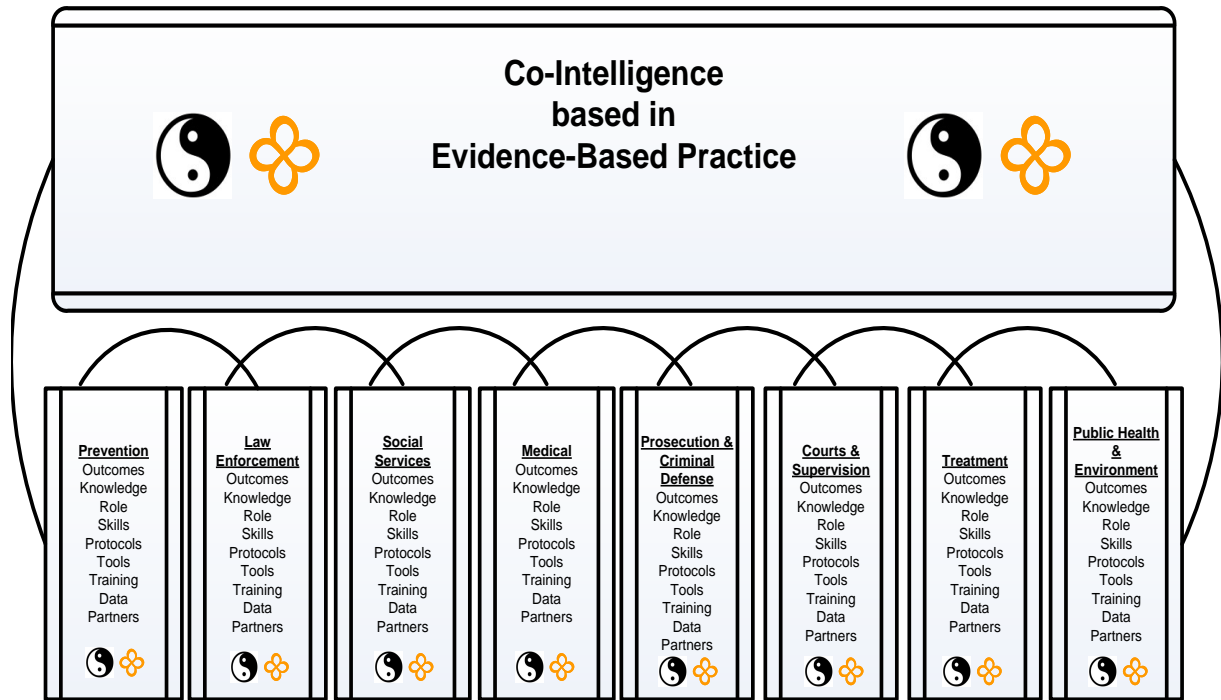 Co-Intelligence
based in
Evidence-Based Practice
Prevention
Outcomes
Knowledge
Role
Skills
Protocols
Tools
Training
Data
Partners
Law
Enforcement
Outcomes
Knowledge
Role
Skills
Protocols
Tools
Training
Data
Partners
Social
Services
Outcomes
Knowledge
Role
Skills
Protocols
Tools
Training
Data
Partners
Medical
Outcomes
Knowledge
Role
Skills
Protocols
Tools
Training
Data
Partners
Prosecution &
Criminal
Defense
Outcomes
Knowledge
Role
Skills
Protocols
Tools
Training
Data
Partners
Courts &
Supervision
Outcomes
Knowledge
Role
Skills
Protocols
Tools
Training
Data
Partners
Treatment
Outcomes
Knowledge
Role
Skills
Protocols
Tools
Training
Data
Partners
Public Health
&
Environment
Outcomes
Knowledge
Role
Skills
Protocols
Tools
Training
Data
Partners